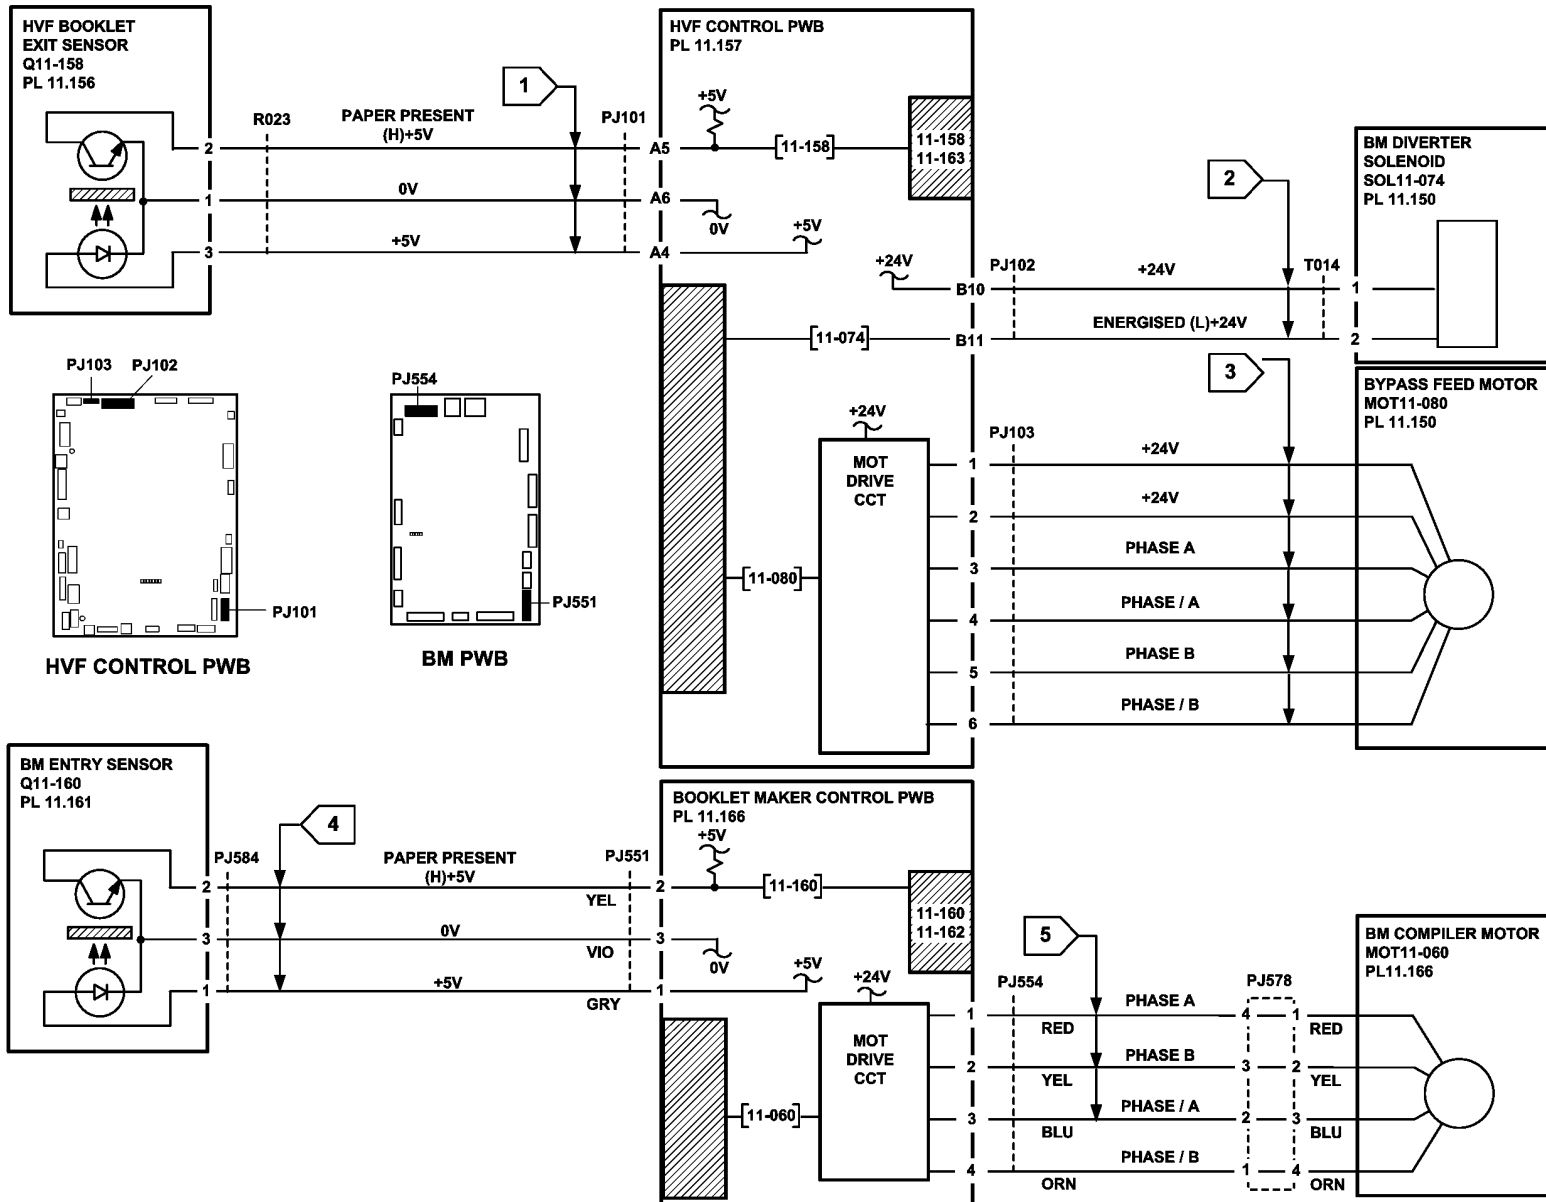 HVF BOOKLET
EXIT SENSOR
Q11-158
PL 11.156
2
1
3
R023
PAPER PRESENT
(H)+5V
0V
+5V
1
PJ101
A5
A6
A4
HVF CONTROL PWB
PL 11.157
+5V
[11-158]
11-158
11-163
0V
+5V
+24V
B10
[11-074]
B11
PJ102
+24V
ENERGISED (L)+24V
2
T014
1
2
BM DIVERTER
SOLENOID
SOL11-074
PL 11.150
PJ103
PJ102
PJ101
HVF CONTROL PWB
PJ554
PJ551
BM PWB
+24V
MOT
DRIVE
CCT
[11-080]
1
2
3
4
5
6
PJ103
3
+24V
+24V
PHASE A
PHASE / A
PHASE B
PHASE / B
BYPASS FEED MOTOR
MOT11-080
PL 11.150
BM ENTRY SENSOR
Q11-160
PL 11.161
2
3
1
PJ584
4
PAPER PRESENT
(H)+5V
0V
+5V
PJ551
YEL
VIO
GRY
2
3
1
BOOKLET MAKER CONTROL PWB
PL 11.166
+5V
[11-160]
11-160
11-162
0V
+5V
+24V
MOT
DRIVE
CCT
[11-060]
1
2
3
4
PJ554
RED
YEL
BLU
ORN
5
PHASE A
PHASE B
PHASE / A
PHASE / B
PJ578
4 1
3 2
2 3
1 4
RED
YEL
BLU
ORN
BM COMPILER MOTOR
MOT11-060
PL11.166